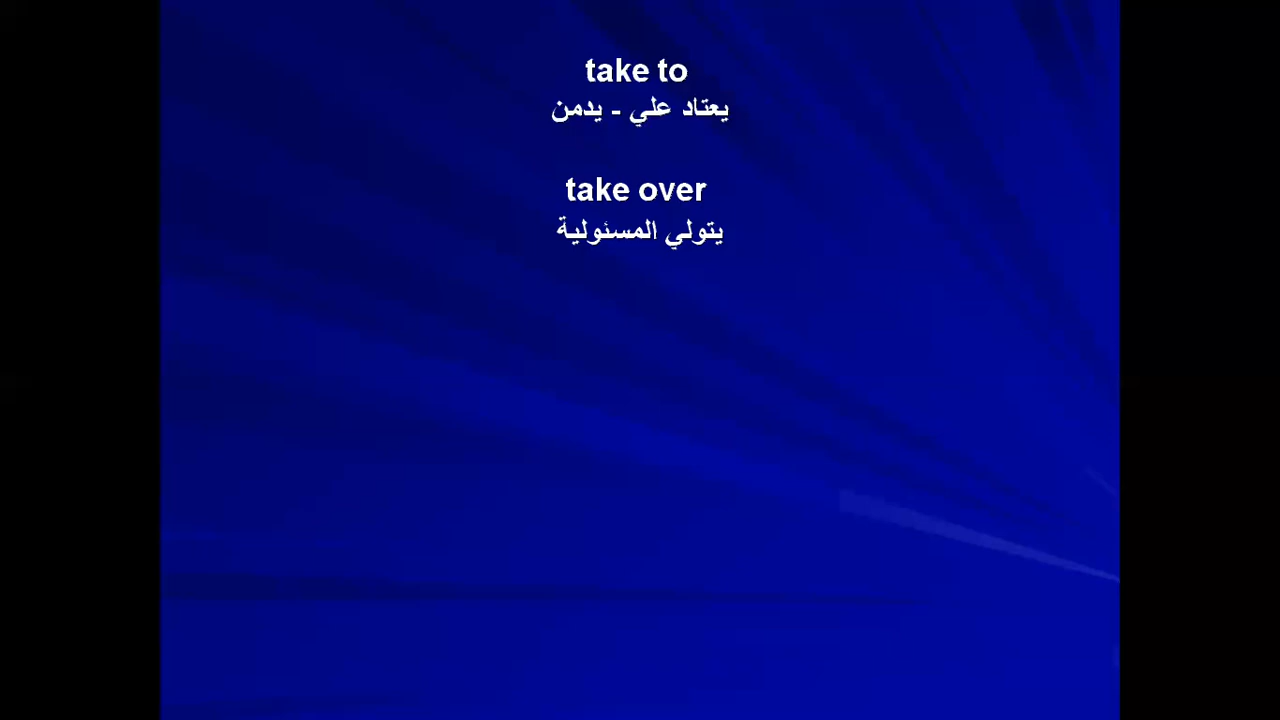 take to
يعتاد علي - يدمن
take over
يتولي المسئولية